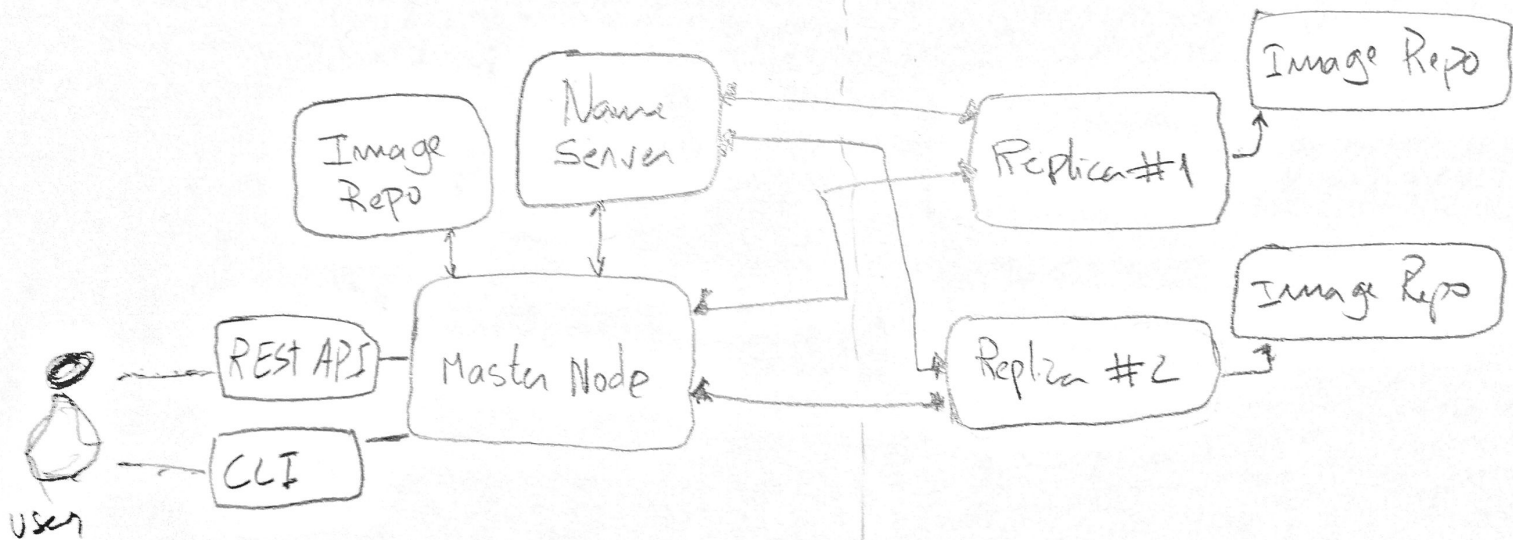 Image Repo
Name
Server
Image
Repo
Replica #1
Image Repo
REST API
Master Node
Replica #2
CLI
User